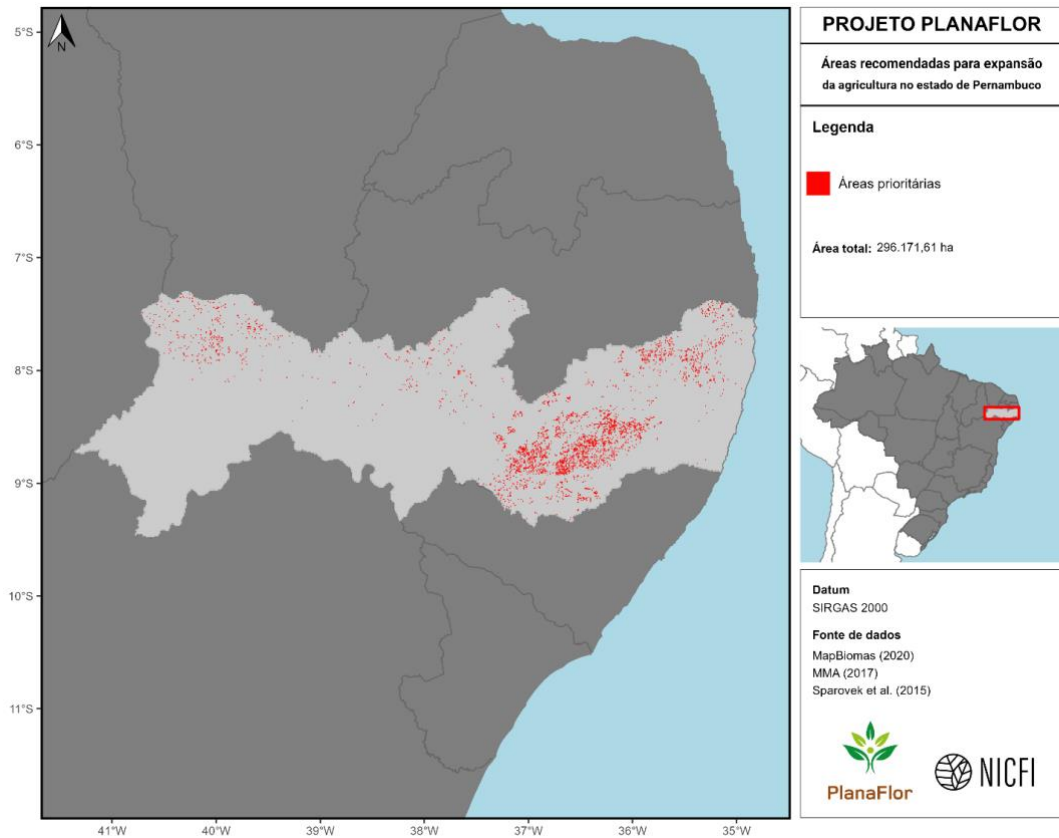 N
5°S
6°S
7°S
8°S
9°S
10°S
11°S
41°W
40°W
39°W
38°W
37°W
36°W
35°W
PROJETO PLANAFLOR
Áreas recomendadas para expansão
da agricultura no estado de Pernambuco
Legenda
Áreas prioritárias
Área total: 296.171,61 ha
Datum
SIRGAS 2000
Fonte de dados
MapBiomas (2020)
MMA (2017)
Sparovek et al. (2015)
PlanaFlor
NICFI